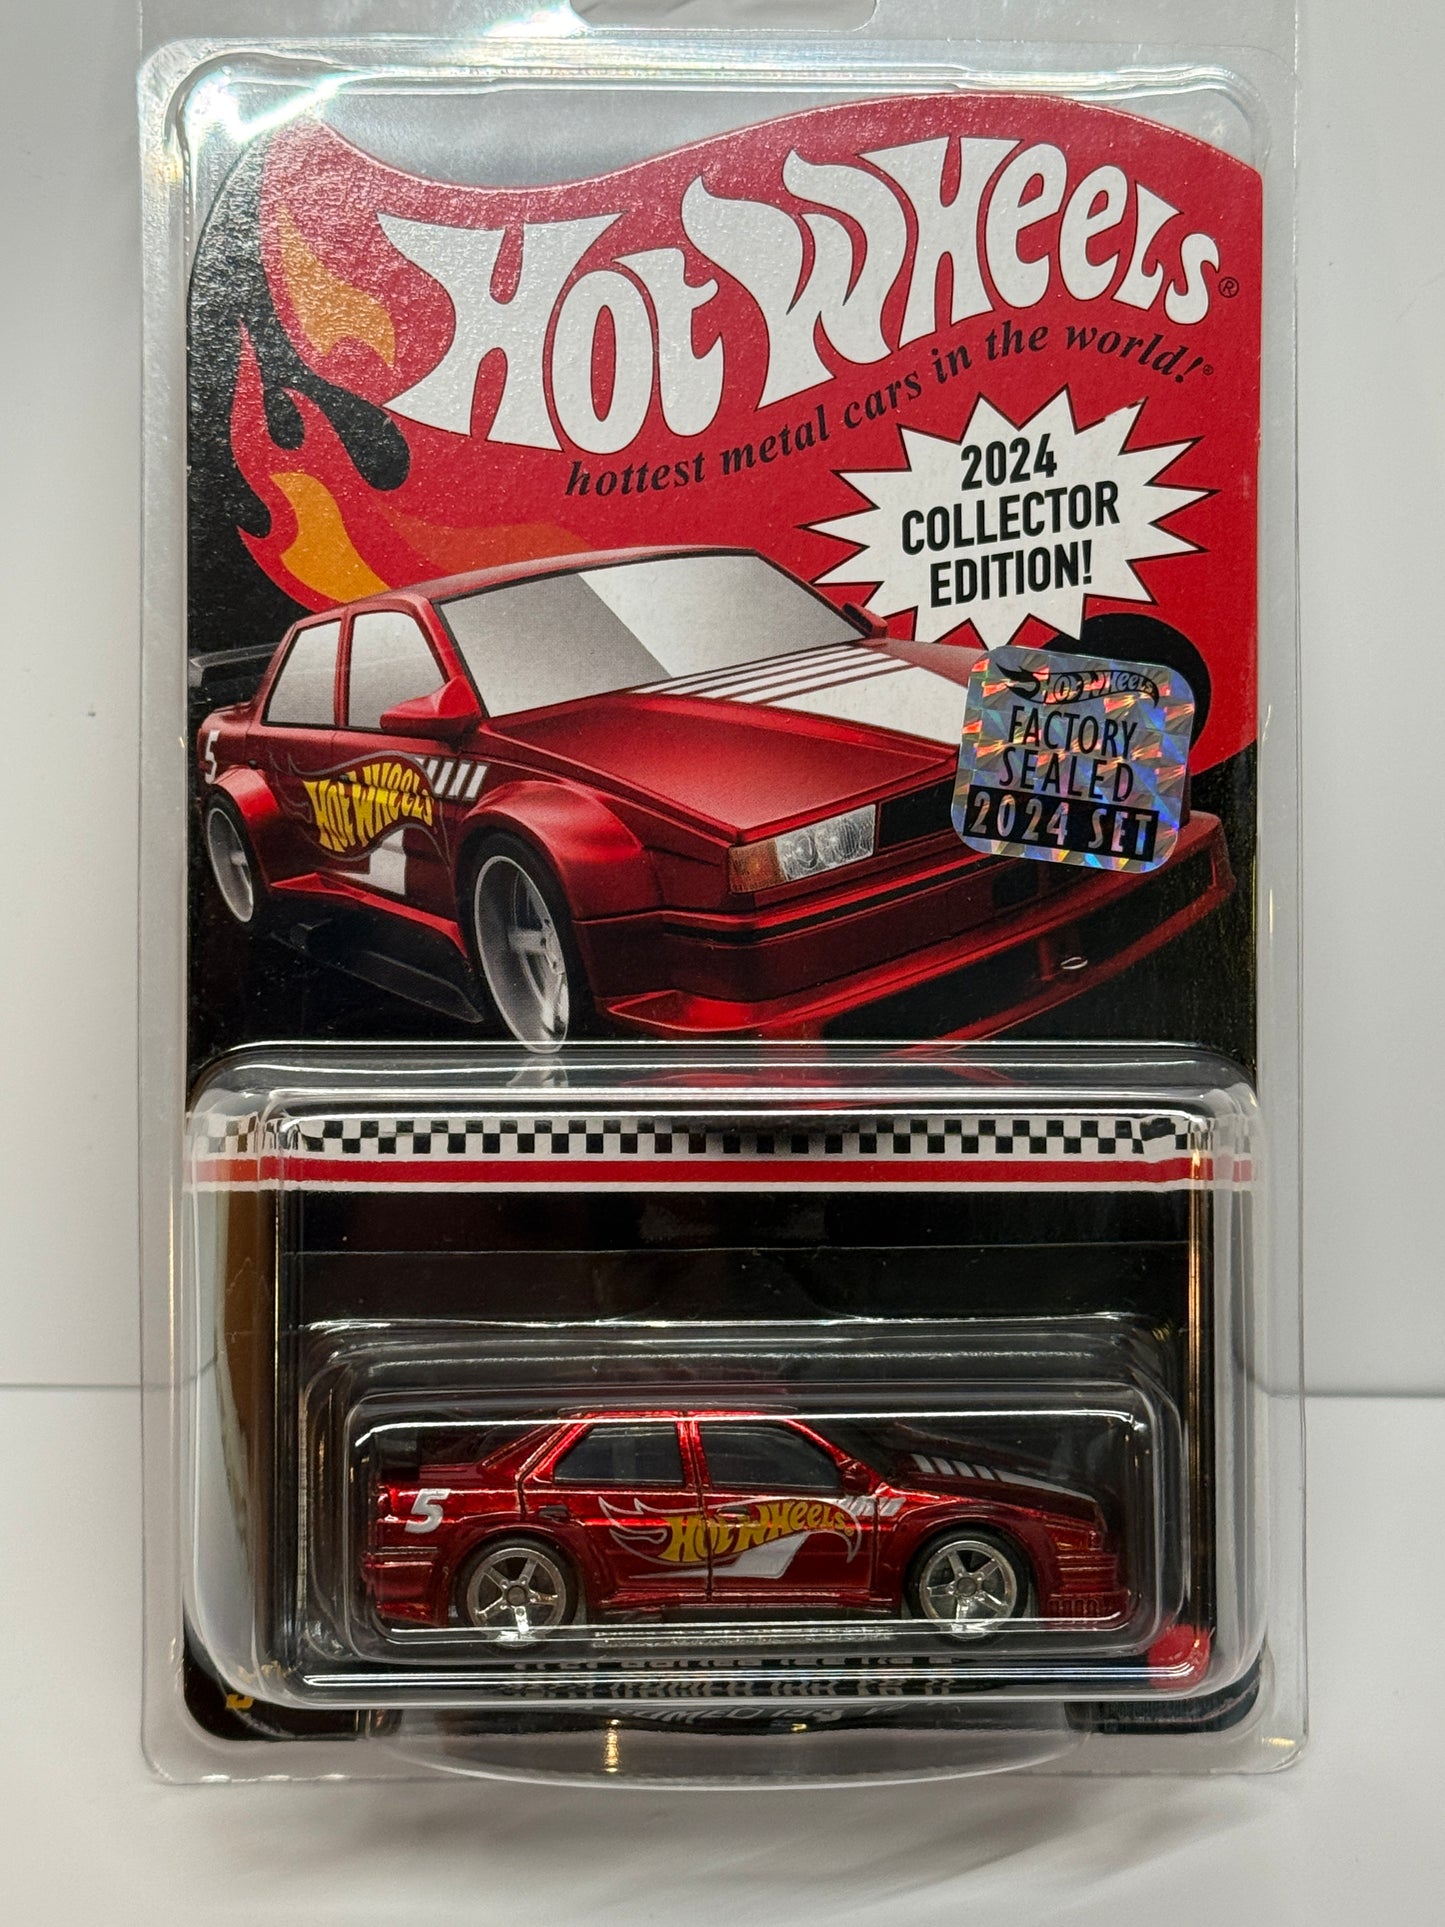 HOT WHEELS®
hottest metal cars in the world!®
2024
COLLECTOR
EDITION!
HOT WHEELS
FACTORY
SEALED
2024 SET
5
HOT WHEELS
5
HOT WHEELS®